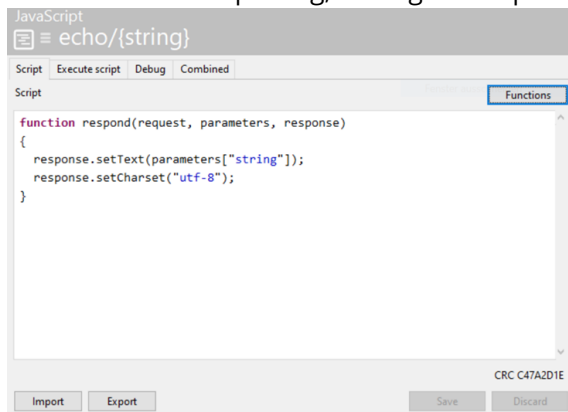 JavaScript
echo/{string}
Script Execute script Debug Combined
Script
Functions
function respond(request, parameters, response)
{
response.setText(parameters["string"]);
response.setCharset("utf-8");
}
CRC C47A2D1E
Import Export Save Discard